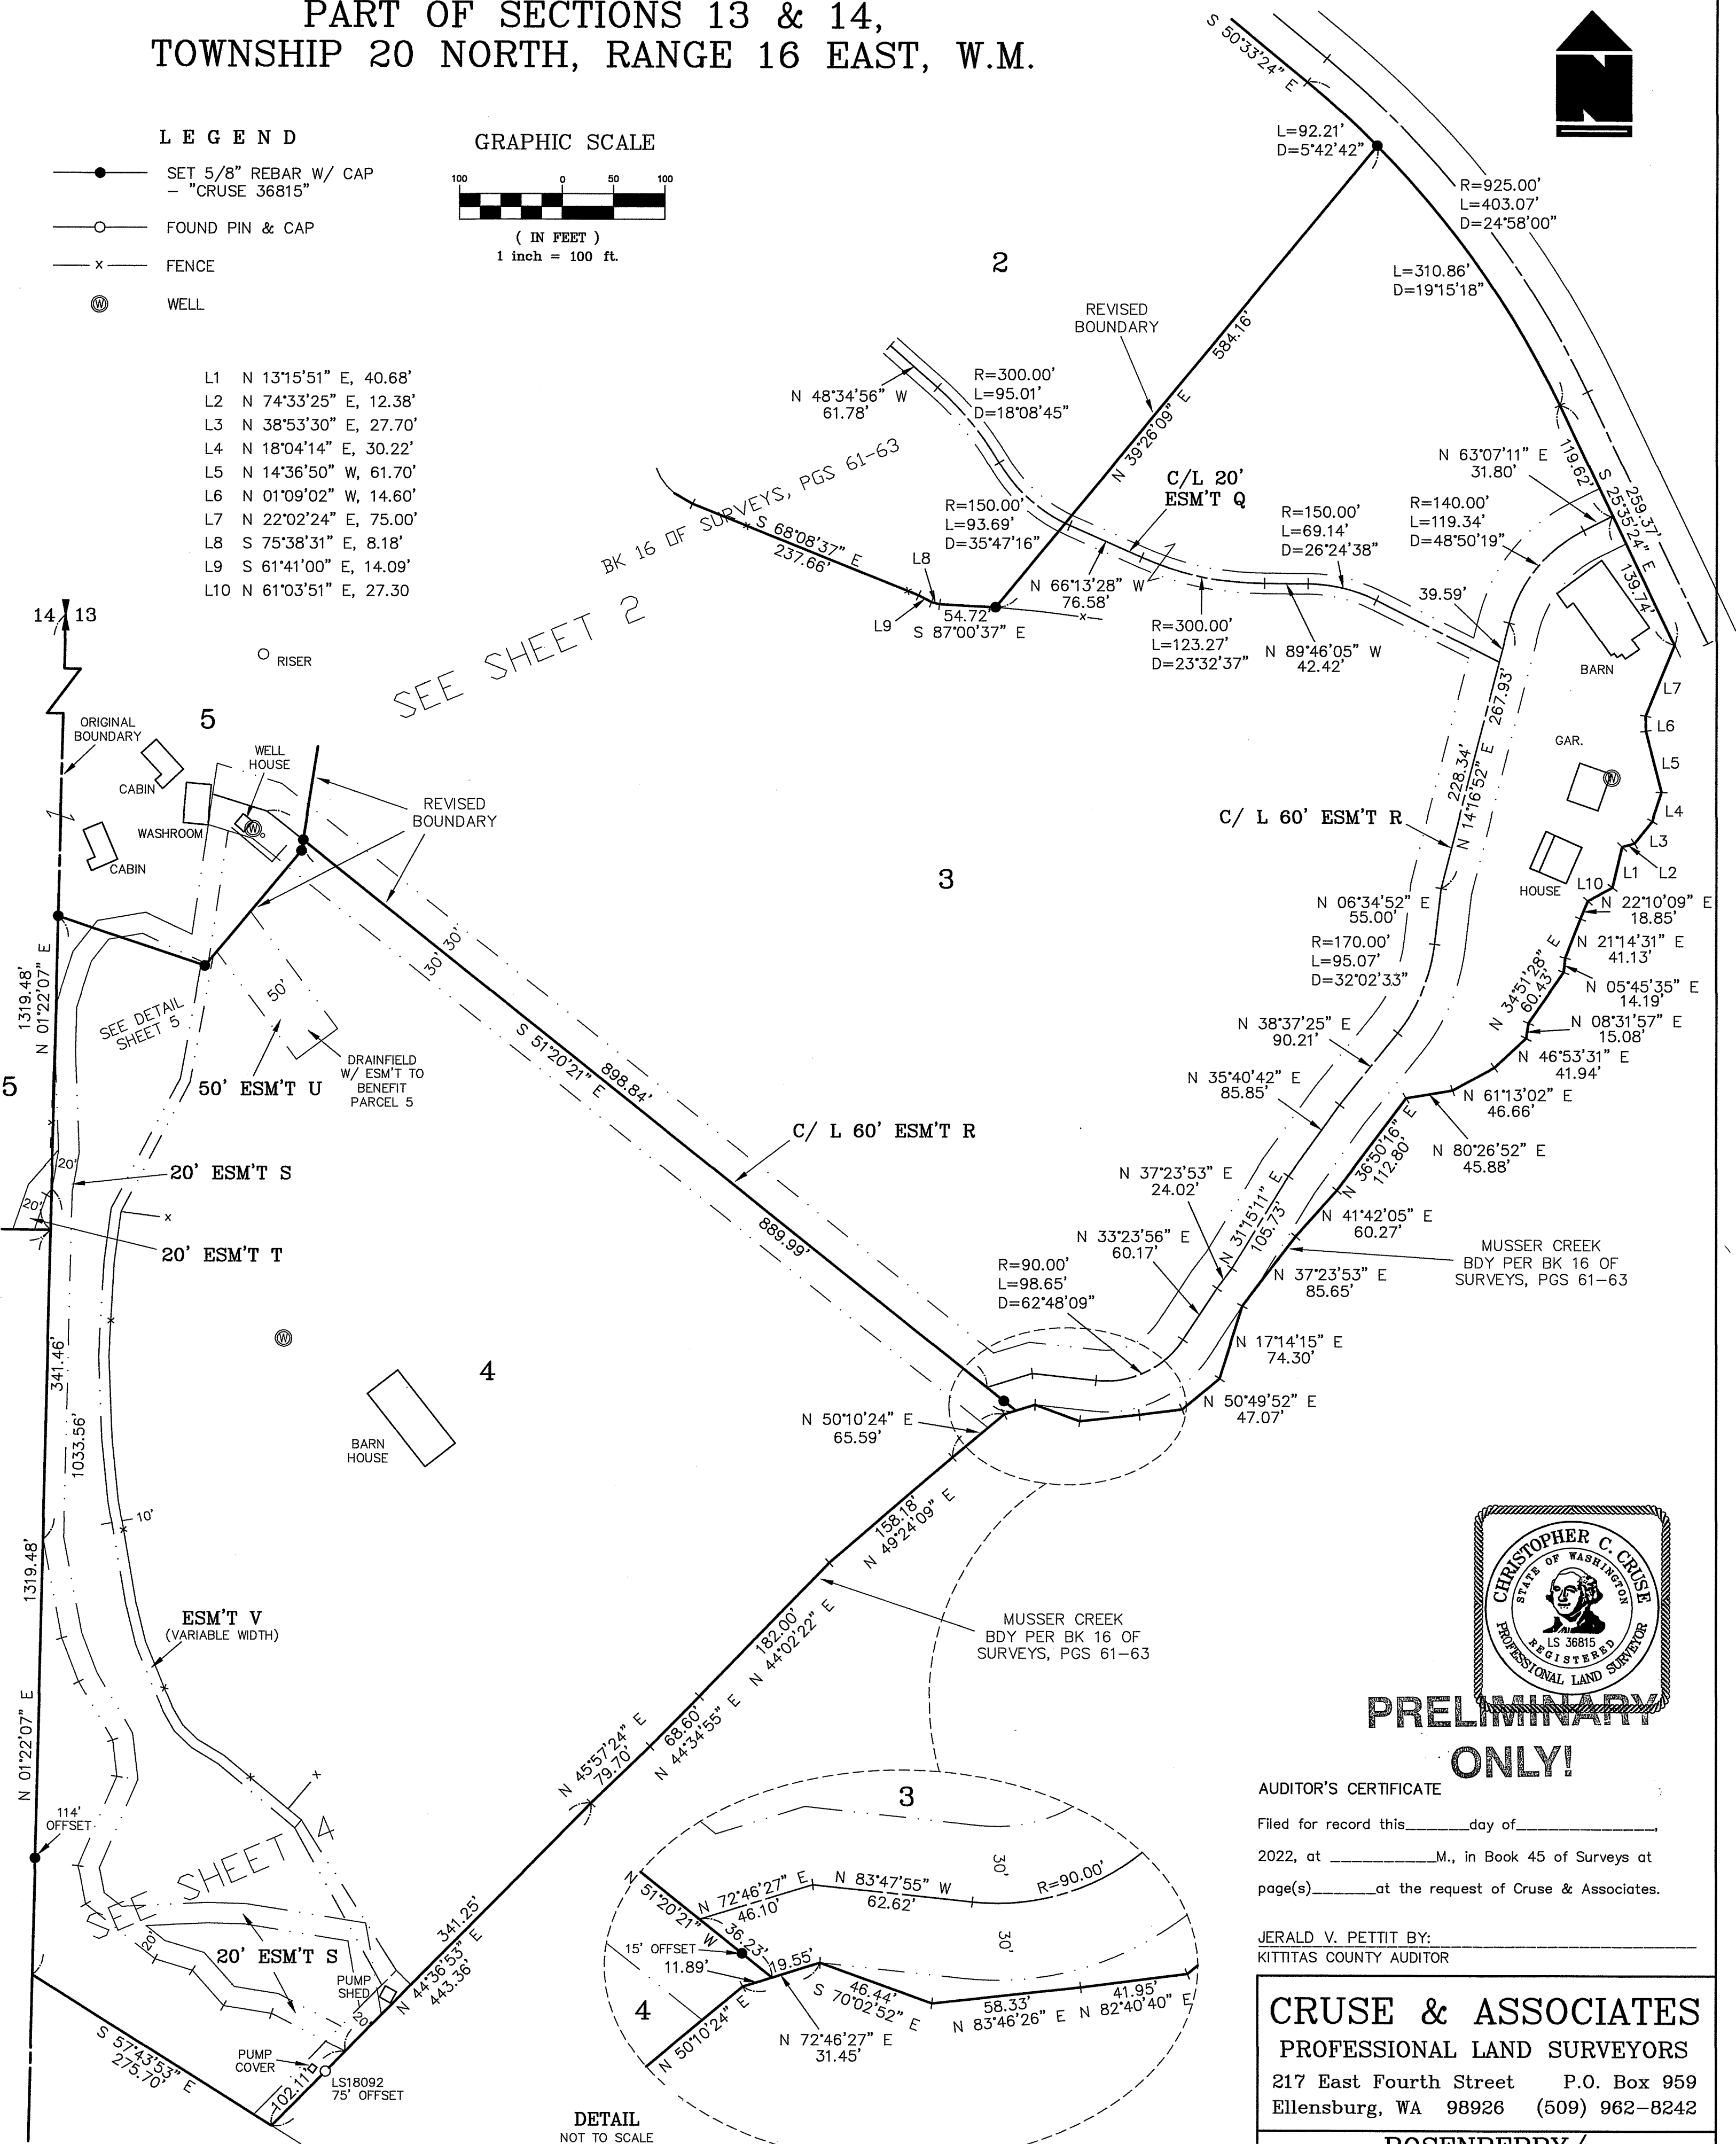 PART OF SECTIONS 13 & 14,
TOWNSHIP 20 NORTH, RANGE 16 EAST, W.M.
L E G E N D
SET 5/8" REBAR W/ CAP
– "CRUSE 36815"
FOUND PIN & CAP
x FENCE
W WELL
GRAPHIC SCALE
100 0 50 100
( IN FEET )
1 inch = 100 ft.
L1 N 13°15'51" E, 40.68'
L2 N 74°33'25" E, 12.38'
L3 N 38°53'30" E, 27.70'
L4 N 18°04'14" E, 30.22'
L5 N 14°36'50" W, 61.70'
L6 N 01°09'02" W, 14.60'
L7 N 22°02'24" E, 75.00'
L8 S 75°38'31" E, 8.18'
L9 S 61°41'00" E, 14.09'
L10 N 61°03'51" E, 27.30
N
S 50°33'24" E
L=92.21'
D=5°42'42"
R=925.00'
L=403.07'
D=24°58'00"
L=310.86'
D=19°15'18"
2
REVISED
BOUNDARY
584.16'
N 39°26'09" E
N 48°34'56" W
61.78'
R=300.00'
L=95.01'
D=18°08'45"
BK 16 OF SURVEYS, PGS 61–63
SEE SHEET 2
S 68°08'37" E
237.66'
R=150.00'
L=93.69'
D=35°47'16"
C/L 20'
ESM'T Q
L8
L9
54.72'
S 87°00'37" E
x
N 66°13'28" W
76.58'
R=300.00'
L=123.27'
D=23°32'37"
R=150.00'
L=69.14'
D=26°24'38"
N 89°46'05" W
42.42'
N 63°07'11" E
31.80'
R=140.00'
L=119.34'
D=48°50'19"
39.59'
119.62'
S 25°35'24" E
259.37'
139.74'
BARN
L7
L6
L5
L4
L3
L2
L1
L10
GAR.
W
HOUSE
267.93'
228.34'
N 14°16'52" E
C/ L 60' ESM'T R
3
N 06°34'52" E
55.00'
R=170.00'
L=95.07'
D=32°02'33"
N 38°37'25" E
90.21'
N 35°40'42" E
85.85'
N 37°23'53" E
24.02'
N 31°15'11" E
105.73'
N 33°23'56" E
60.17'
R=90.00'
L=98.65'
D=62°48'09"
N 22°10'09" E
18.85'
N 21°14'31" E
41.13'
N 05°45'35" E
14.19'
N 34°51'28" E
60.43'
N 08°31'57" E
15.08'
N 46°53'31" E
41.94'
N 61°13'02" E
46.66'
N 80°26'52" E
45.88'
N 36°50'16" E
112.80'
N 41°42'05" E
60.27'
MUSSER CREEK
BDY PER BK 16 OF
SURVEYS, PGS 61–63
N 37°23'53" E
85.65'
N 17°14'15" E
74.30'
N 50°49'52" E
47.07'
14 13
RISER
ORIGINAL
BOUNDARY
5
WELL
HOUSE
CABIN
WASHROOM
W
CABIN
REVISED
BOUNDARY
1319.48'
N 01°22'07" E
SEE DETAIL
SHEET 5
50'
DRAINFIELD
W/ ESM'T TO
BENEFIT
PARCEL 5
50' ESM'T U
30'
30'
S 51°20'21" E
898.84'
C/ L 60' ESM'T R
889.99'
5
20'
20' ESM'T S
20'
20' ESM'T T
x
341.46'
1033.56'
W
4
BARN
HOUSE
10'
1319.48'
N 01°22'07" E
ESM'T V
(VARIABLE WIDTH)
N 50°10'24" E
65.59'
158.18'
N 49°24'09" E
182.00'
N 44°02'22" E
MUSSER CREEK
BDY PER BK 16 OF
SURVEYS, PGS 61–63
68.60'
N 44°34'55" E
N 45°57'24" E
79.70'
114'
OFFSET
SEE SHEET 4
20'
20' ESM'T S
PUMP
SHED
20'
341.25'
N 44°36'53" E
443.36'
S 57°43'53" E
275.70'
PUMP
COVER
102.11'
LS18092
75' OFFSET
3
N 51°20'21" W
N 72°46'27" E
46.10'
N 83°47'55" W
62.62'
R=90.00'
30'
30'
36.23'
15' OFFSET
11.89'
19.55'
46.44'
S 70°02'52" E
58.33'
N 83°46'26" E
41.95'
N 82°40'40" E
4
N 50°10'24" E
N 72°46'27" E
31.45'
DETAIL
NOT TO SCALE
CHRISTOPHER C. CRUSE
STATE OF WASHINGTON
LS 36815
REGISTERED
PROFESSIONAL LAND SURVEYOR
PRELIMINARY
ONLY!
AUDITOR'S CERTIFICATE
Filed for record this______day of_____________,
2022, at __________M., in Book 45 of Surveys at
page(s)______at the request of Cruse & Associates.
JERALD V. PETTIT BY:
KITTITAS COUNTY AUDITOR
CRUSE & ASSOCIATES
PROFESSIONAL LAND SURVEYORS
217 East Fourth Street P.O. Box 959
Ellensburg, WA 98926 (509) 962–8242
ROSENBERRY/